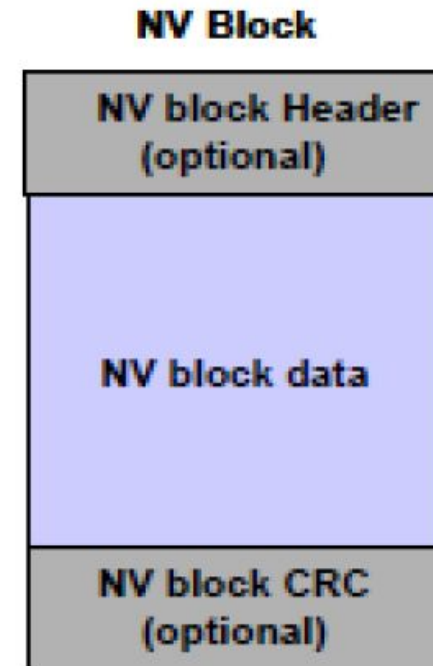 NV Block
NV block Header
(optional)
NV block data
NV block CRC
(optional)